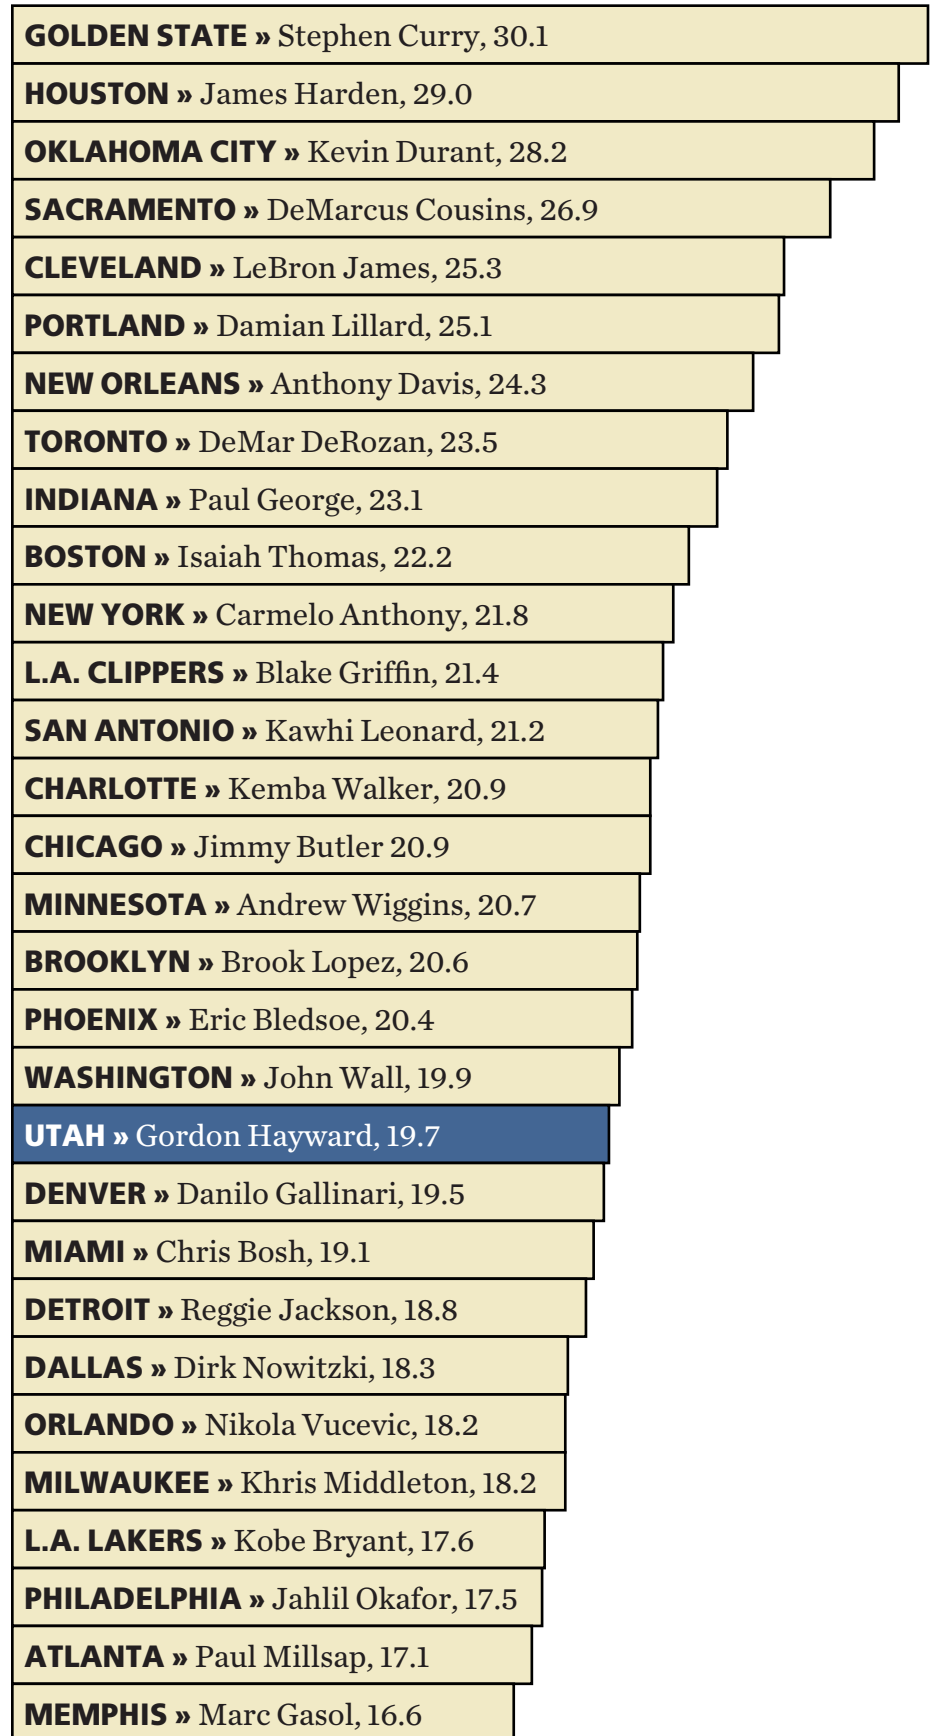 GOLDEN STATE » Stephen Curry, 30.1
HOUSTON » James Harden, 29.0
OKLAHOMA CITY » Kevin Durant, 28.2
SACRAMENTO » DeMarcus Cousins, 26.9
CLEVELAND » LeBron James, 25.3
PORTLAND » Damian Lillard, 25.1
NEW ORLEANS » Anthony Davis, 24.3
TORONTO » DeMar DeRozan, 23.5
INDIANA » Paul George, 23.1
BOSTON » Isaiah Thomas, 22.2
NEW YORK » Carmelo Anthony, 21.8
L.A. CLIPPERS » Blake Griffin, 21.4
SAN ANTONIO » Kawhi Leonard, 21.2
CHARLOTTE » Kemba Walker, 20.9
CHICAGO » Jimmy Butler 20.9
MINNESOTA » Andrew Wiggins, 20.7
BROOKLYN » Brook Lopez, 20.6
PHOENIX » Eric Bledsoe, 20.4
WASHINGTON » John Wall, 19.9
UTAH » Gordon Hayward, 19.7
DENVER » Danilo Gallinari, 19.5
MIAMI » Chris Bosh, 19.1
DETROIT » Reggie Jackson, 18.8
DALLAS » Dirk Nowitzki, 18.3
ORLANDO » Nikola Vucevic, 18.2
MILWAUKEE » Khris Middleton, 18.2
L.A. LAKERS » Kobe Bryant, 17.6
PHILADELPHIA » Jahlil Okafor, 17.5
ATLANTA » Paul Millsap, 17.1
MEMPHIS » Marc Gasol, 16.6